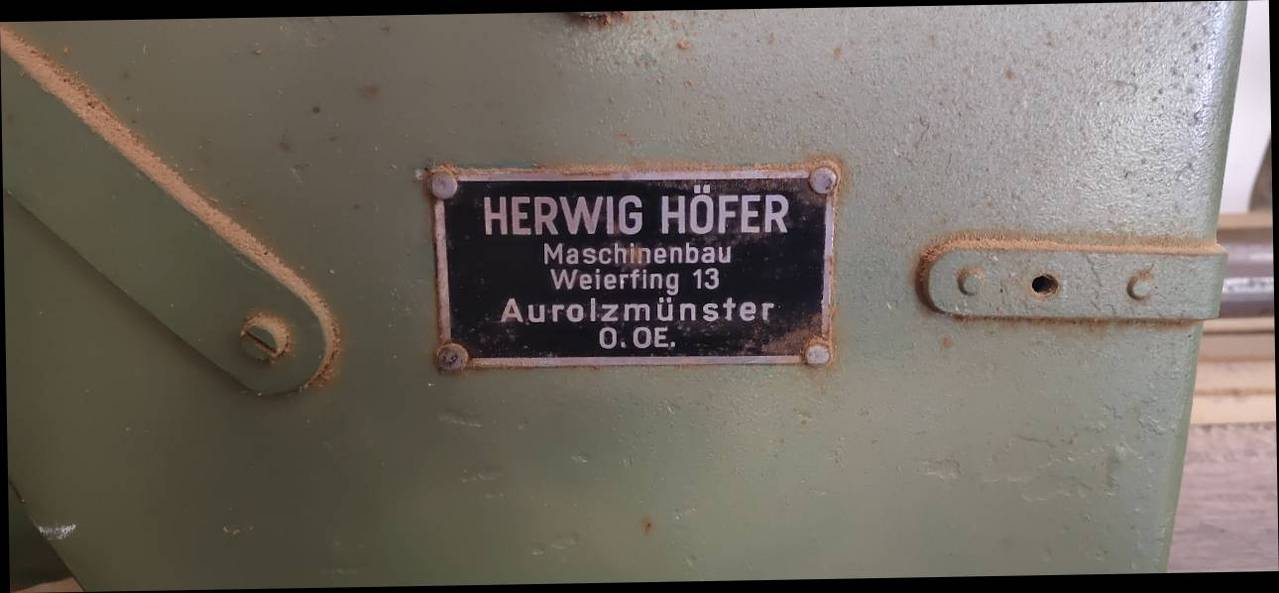 HERWIG HÖFER
Maschinenbau
Weierfing 13
Aurolzmünster
O. OE.